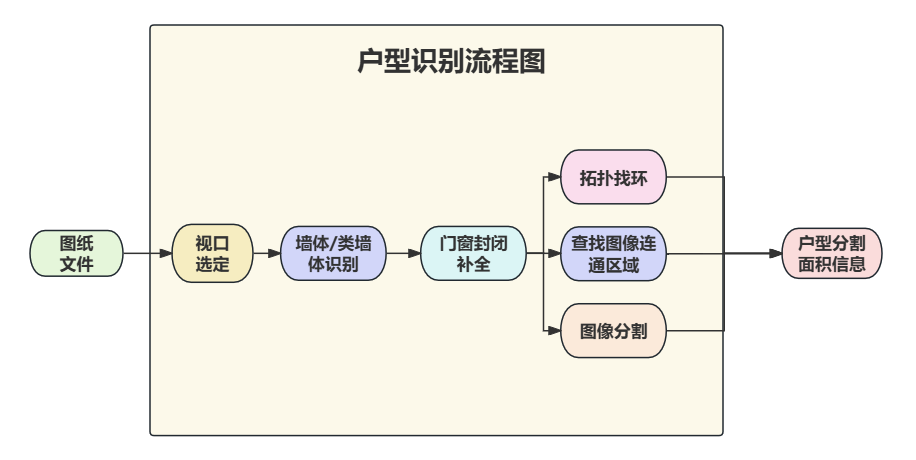 户型识别流程图
图纸
文件
视口
选定
墙体/类墙
体识别
门窗封闭
补全
拓扑找环
查找图像连
通区域
图像分割
户型分割
面积信息